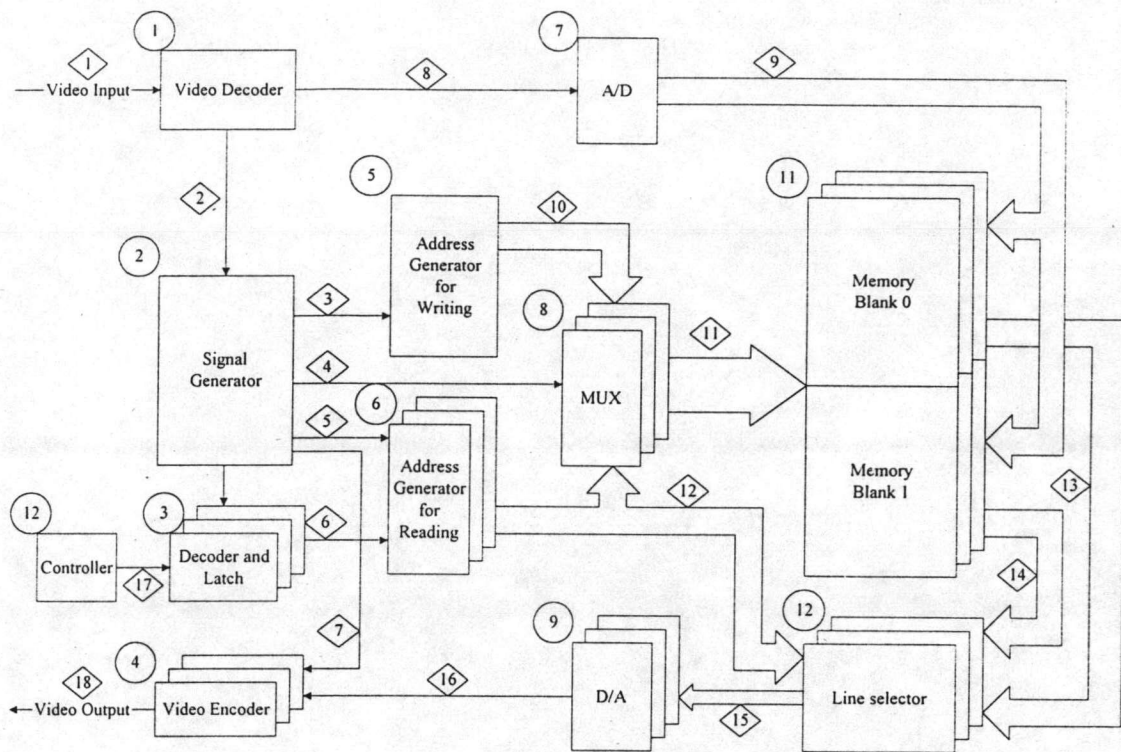 1
7
1
9
Video Input
Video Decoder
8
A/D
5
11
2
10
2
Address
Generator
for
Writing
Memory
Blank 0
3
8
11
Signal
Generator
4
MUX
6
5
Address
Generator
for
Reading
Memory
Blank 1
12
13
12
3
6
Controller
Decoder and
Latch
17
14
12
9
7
4
18
16
Video Output
Video Encoder
D/A
Line selector
15